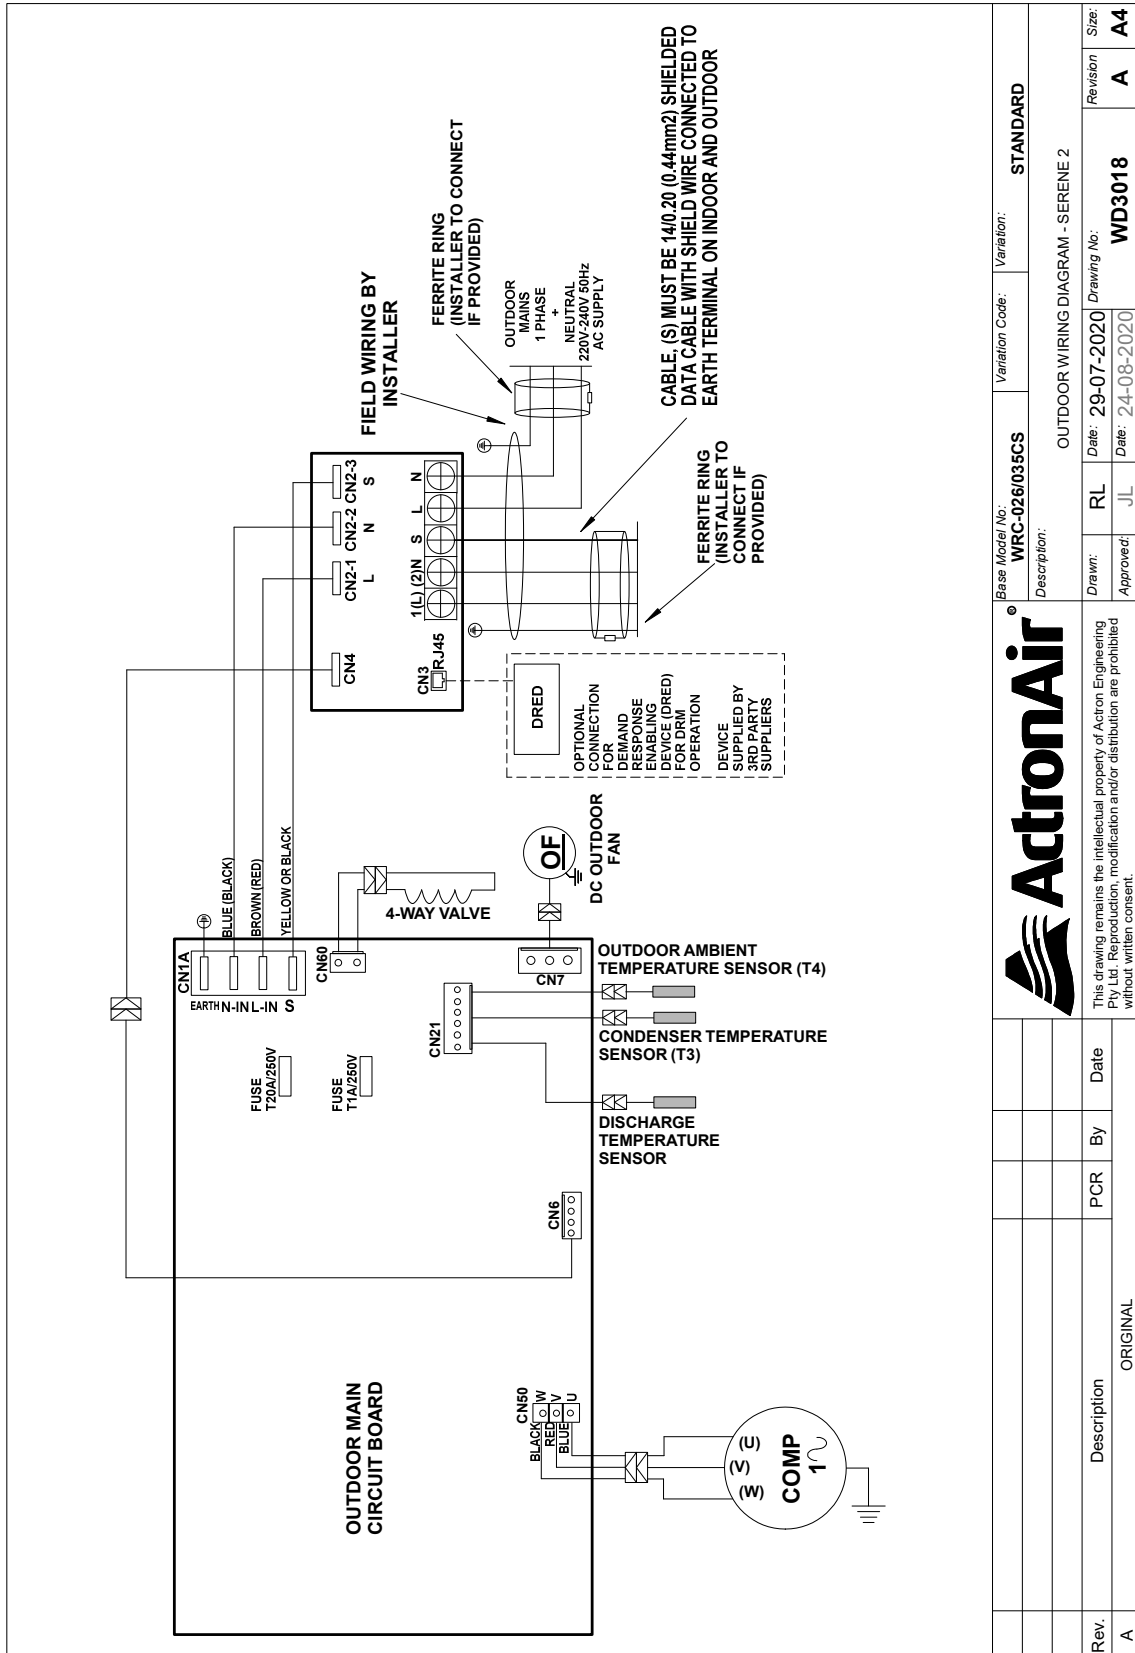 OUTDOOR MAIN
CIRCUIT BOARD
CN50
BLACK
RED
BLUE
W
V
U
(U)
(V)
(W)
COMP
1
CN6
FUSE
T20A/250V
FUSE
T1A/250V
CN1A
EARTH
N-IN
L-IN
S
BLUE (BLACK)
BROWN (RED)
YELLOW OR BLACK
CN60
4-WAY VALVE
CN21
CN7
OF
DC OUTDOOR
FAN
OUTDOOR AMBIENT
TEMPERATURE SENSOR (T4)
CONDENSER TEMPERATURE
SENSOR (T3)
DISCHARGE
TEMPERATURE
SENSOR
CN4
CN2-1
L
CN2-2
N
CN2-3
S
CN3
RJ45
1(L)
(2)N
S
L
N
DRED
OPTIONAL
CONNECTION
FOR
DEMAND
RESPONSE
ENABLING
DEVICE (DRED)
FOR DRM
OPERATION
DEVICE
SUPPLIED BY
3RD PARTY
SUPPLIERS
FIELD WIRING BY
INSTALLER
FERRITE RING
(INSTALLER TO CONNECT
IF PROVIDED)
OUTDOOR
MAINS
1 PHASE
+
NEUTRAL
220V-240V 50Hz
AC SUPPLY
CABLE, (S) MUST BE 14/0.20 (0.44mm2) SHIELDED
DATA CABLE WITH SHIELD WIRE CONNECTED TO
EARTH TERMINAL ON INDOOR AND OUTDOOR
FERRITE RING
(INSTALLER TO
CONNECT IF
PROVIDED)
Rev.
Description
PCR
By
Date
A
ORIGINAL
ActronAir®
This drawing remains the intellectual property of Actron Engineering
Pty Ltd. Reproduction, modification and/or distribution are prohibited
without written consent.
Base Model No:
WRC-026/035CS
Variation Code:
Variation:
STANDARD
Description:
OUTDOOR WIRING DIAGRAM - SERENE 2
Drawn:
RL
Date:
29-07-2020
Drawing No:
WD3018
Revision
A
Size:
A4
Approved:
JL
Date:
24-08-2020